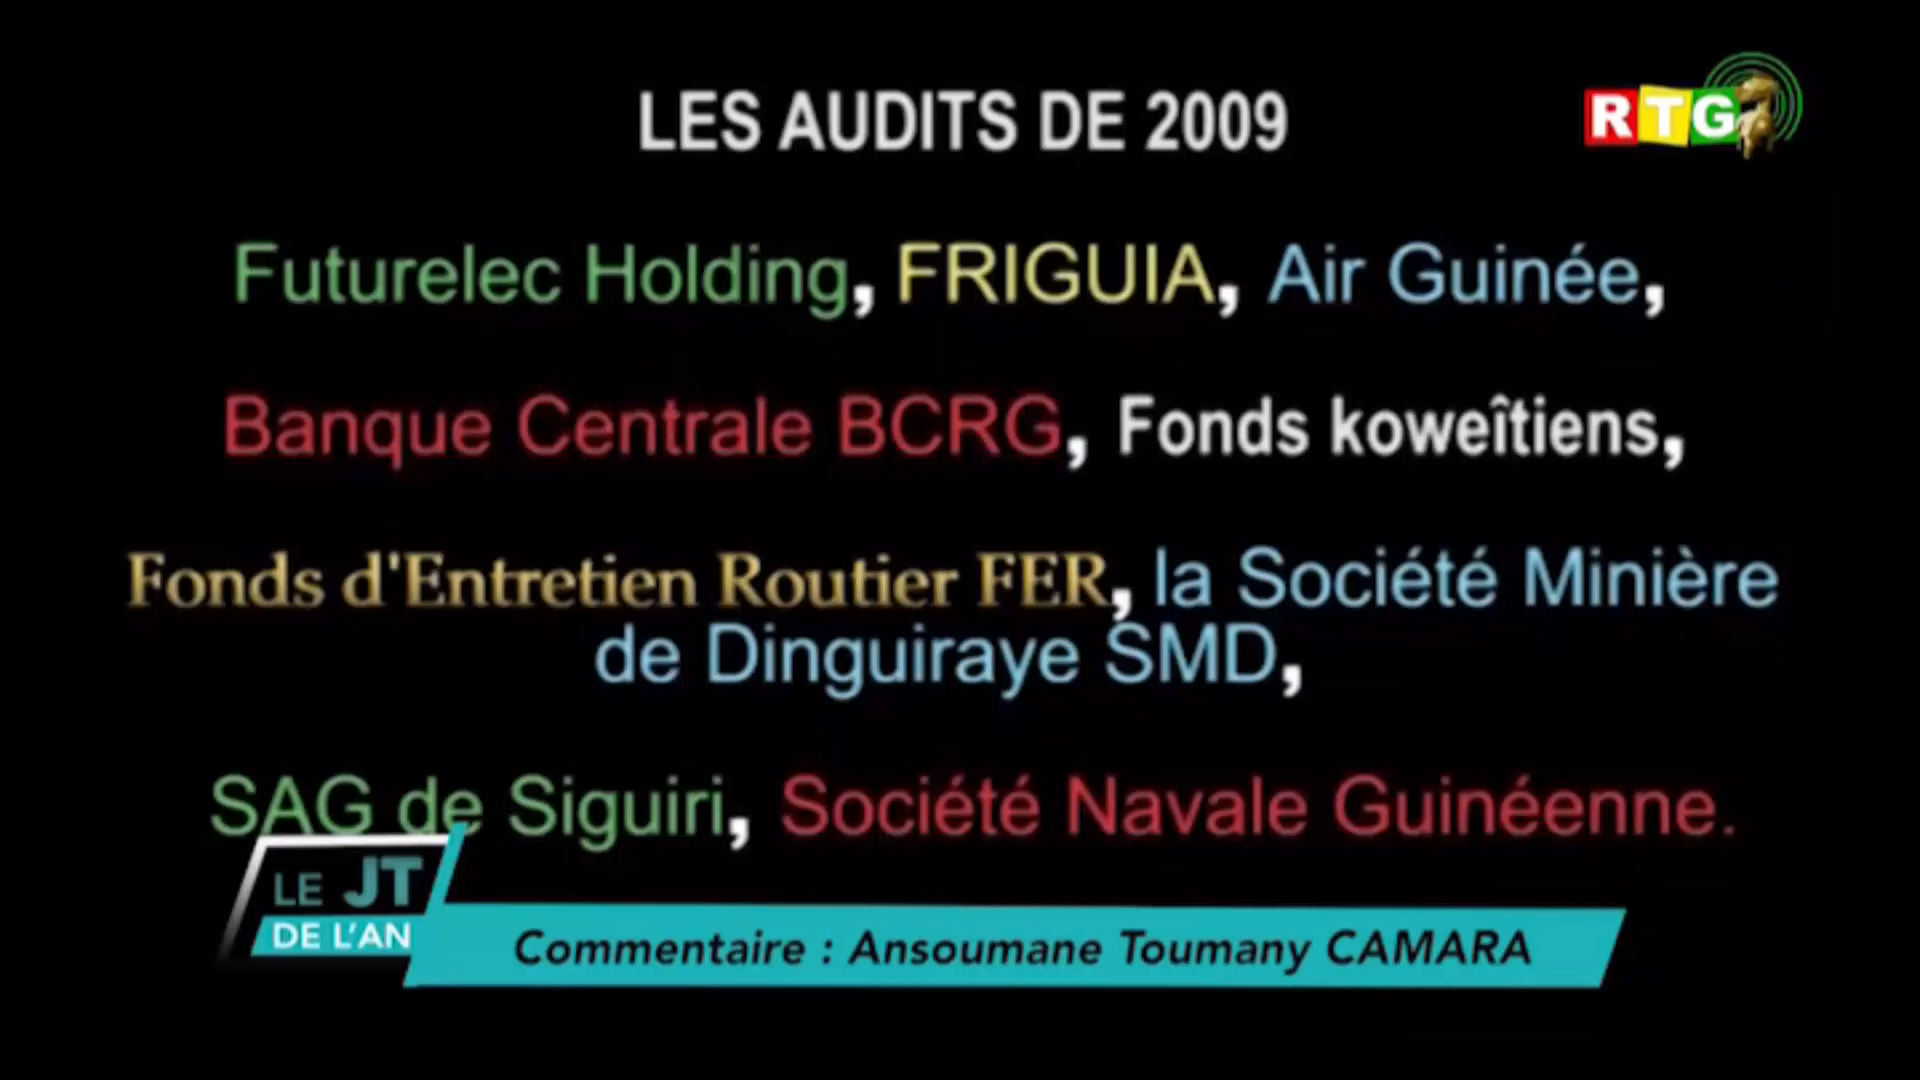 LES AUDITS DE 2009
RTG
Futurelec Holding, FRIGUIA, Air Guinée,
Banque Centrale BCRG, Fonds koweîtiens,
Fonds d'Entretien Routier FER, la Société Minière
de Dinguiraye SMD,
SAG de Siguiri, Société Navale Guinéenne.
LE JT
DE L'AN
Commentaire : Ansoumane Toumany CAMARA